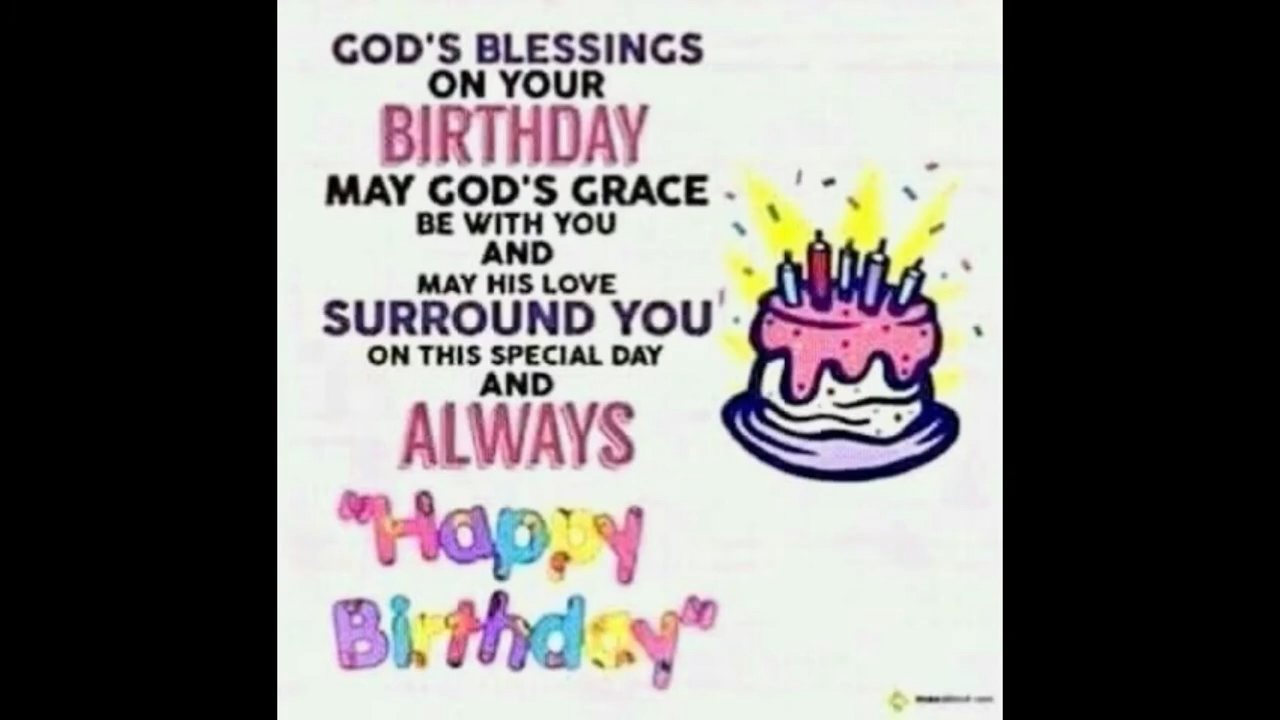 GOD'S BLESSINGS
ON YOUR
BIRTHDAY
MAY GOD'S GRACE
BE WITH YOU
AND
MAY HIS LOVE
SURROUND YOU
ON THIS SPECIAL DAY
AND
ALWAYS
"Happy
Birthday"